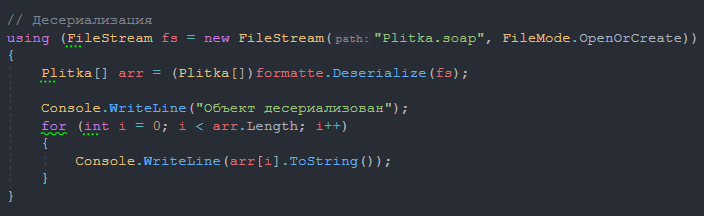 // Десериализация
using (FileStream fs = new FileStream(path: "Plitka.soap", FileMode.OpenOrCreate))
{
    Plitka[] arr = (Plitka[])formatte.Deserialize(fs);
    Console.WriteLine("Объект десериализован");
    for (int i = 0; i < arr.Length; i++)
    {
        Console.WriteLine(arr[i].ToString());
    }
}